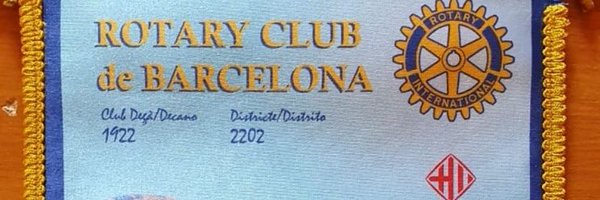 ROTARY CLUB
de BARCELONA
Club Degà/Decano Districte/Distrito
1922 2202
ROTARY
INTERNATIONAL